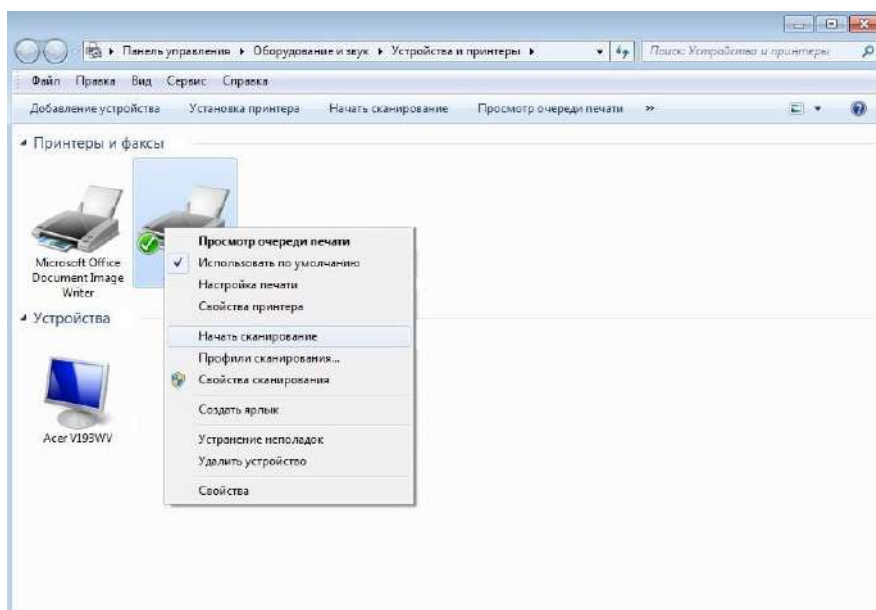 Панель управления ▸ Оборудование и звук ▸ Устройства и принтеры ▸
Поиск: Устройства и принтеры
Файл Правка Вид Сервис Справка
Добавление устройства Установка принтера Начать сканирование Просмотр очереди печати »
Принтеры и факсы
Microsoft Office
Document Image
Writer
Просмотр очереди печати
Использовать по умолчанию
Настройка печати
Свойства принтера
Начать сканирование
Профили сканирования...
Свойства сканирования
Создать ярлык
Устранение неполадок
Удалить устройство
Свойства
Устройства
Acer V193WV